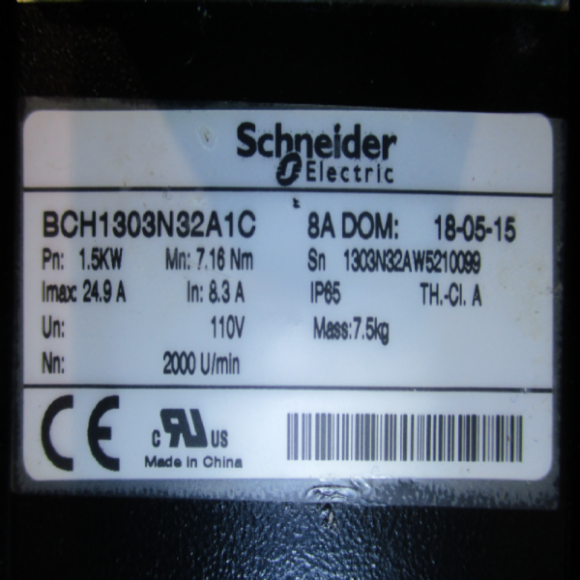 Schneider
Electric
BCH1303N32A1C 8A DOM: 18-05-15
Pn: 1.5KW Mn: 7.16 Nm Sn 1303N32AW5210099
Imax: 24.9 A In: 8.3 A IP65 TH.-Cl. A
Un: 110V Mass:7.5kg
Nn: 2000 U/min
CE c RU US
Made in China